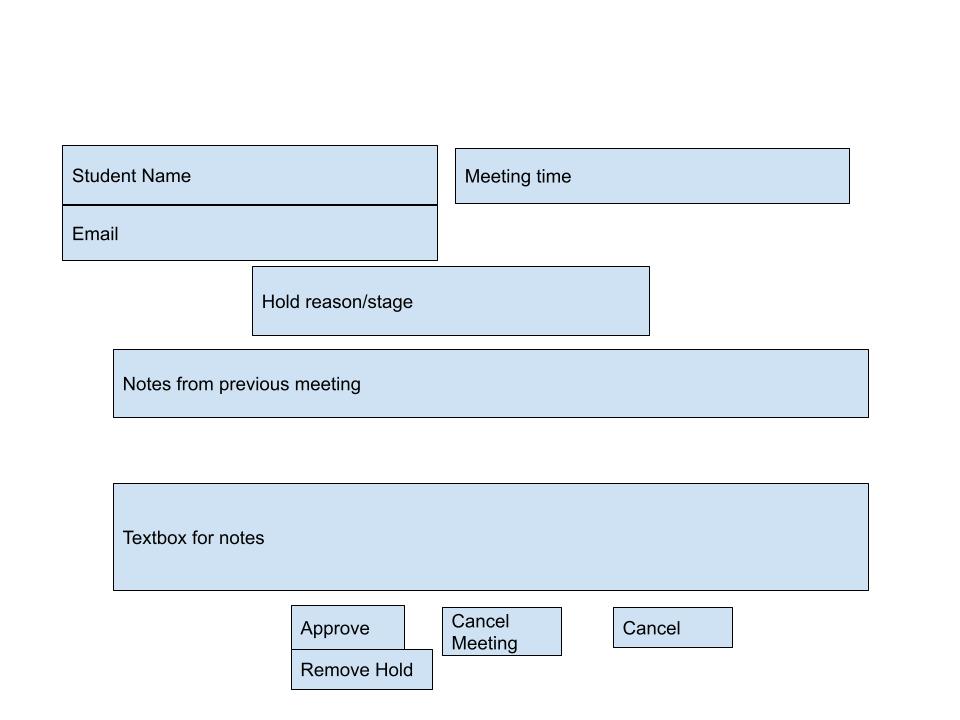 Student Name
Meeting time
Email
Hold reason/stage
Notes from previous meeting
Textbox for notes
Approve
Cancel
Meeting
Cancel
Remove Hold